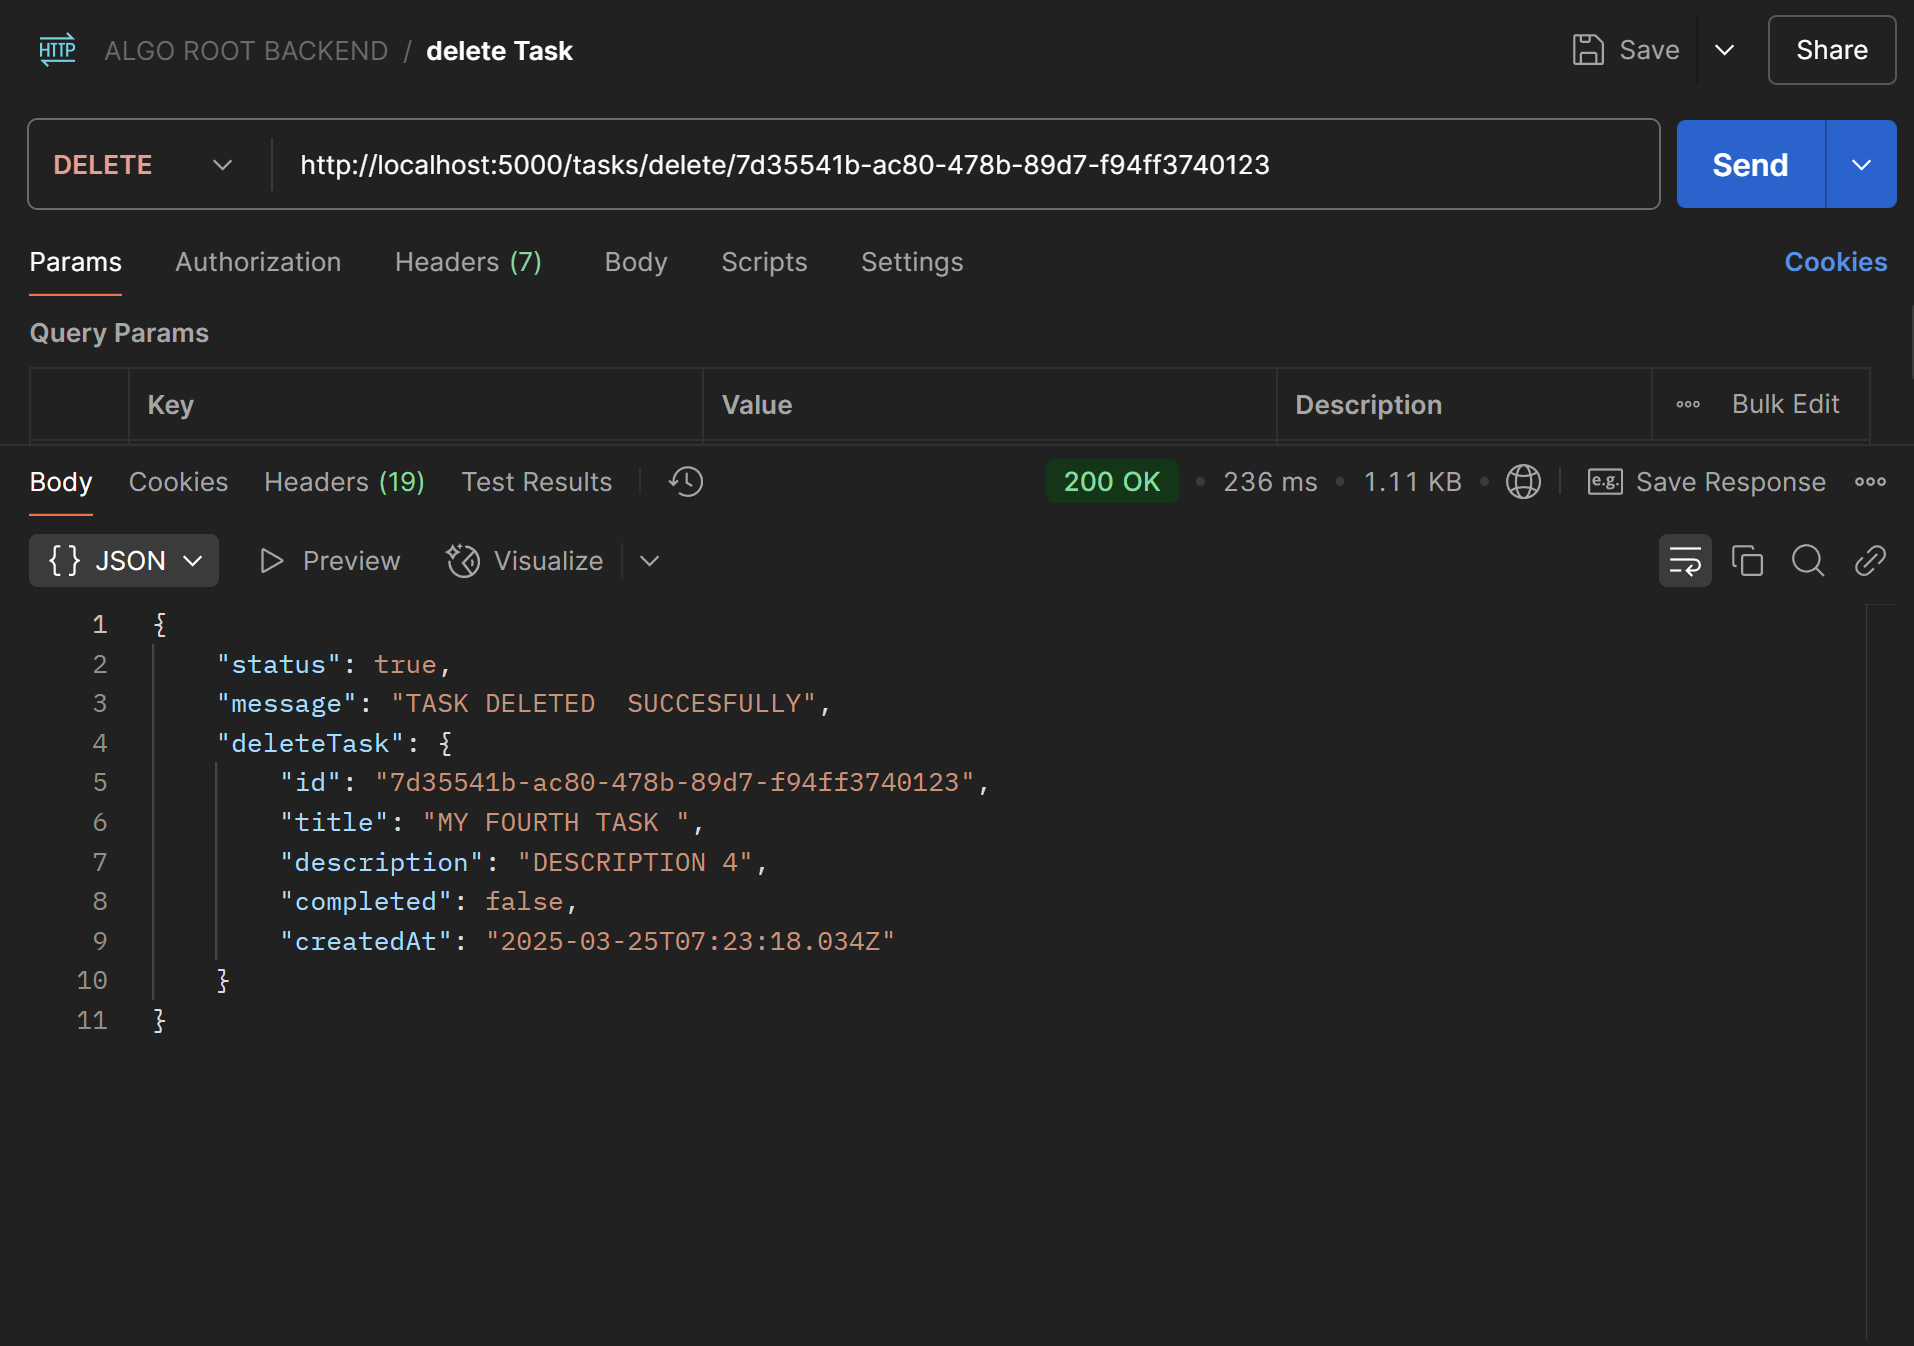 HTTP ALGO ROOT BACKEND / delete Task Save Share
DELETE http://localhost:5000/tasks/delete/7d35541b-ac80-478b-89d7-f94ff3740123 Send
Params Authorization Headers (7) Body Scripts Settings Cookies
Query Params
Key Value Description Bulk Edit
Body Cookies Headers (19) Test Results 200 OK 236 ms 1.11 KB e.g. Save Response
{} JSON Preview Visualize
1 {
2 "status": true,
3 "message": "TASK DELETED  SUCCESFULLY",
4 "deleteTask": {
5 "id": "7d35541b-ac80-478b-89d7-f94ff3740123",
6 "title": "MY FOURTH TASK ",
7 "description": "DESCRIPTION 4",
8 "completed": false,
9 "createdAt": "2025-03-25T07:23:18.034Z"
10 }
11 }